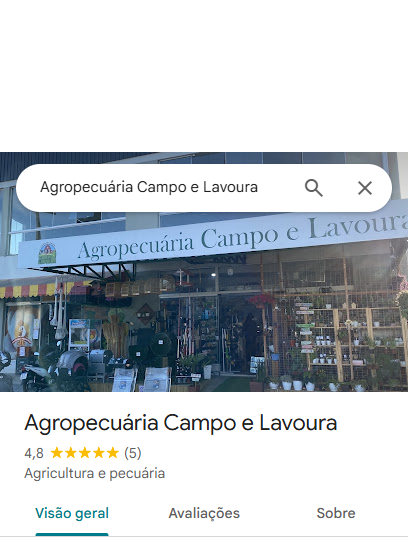 Agropecuária Campo e Lavoura
Agropecuária Campo e Lavoura
Agropecuária Campo e Lavoura
4,8 (5)
Agricultura e pecuária
Visão geral Avaliações Sobre